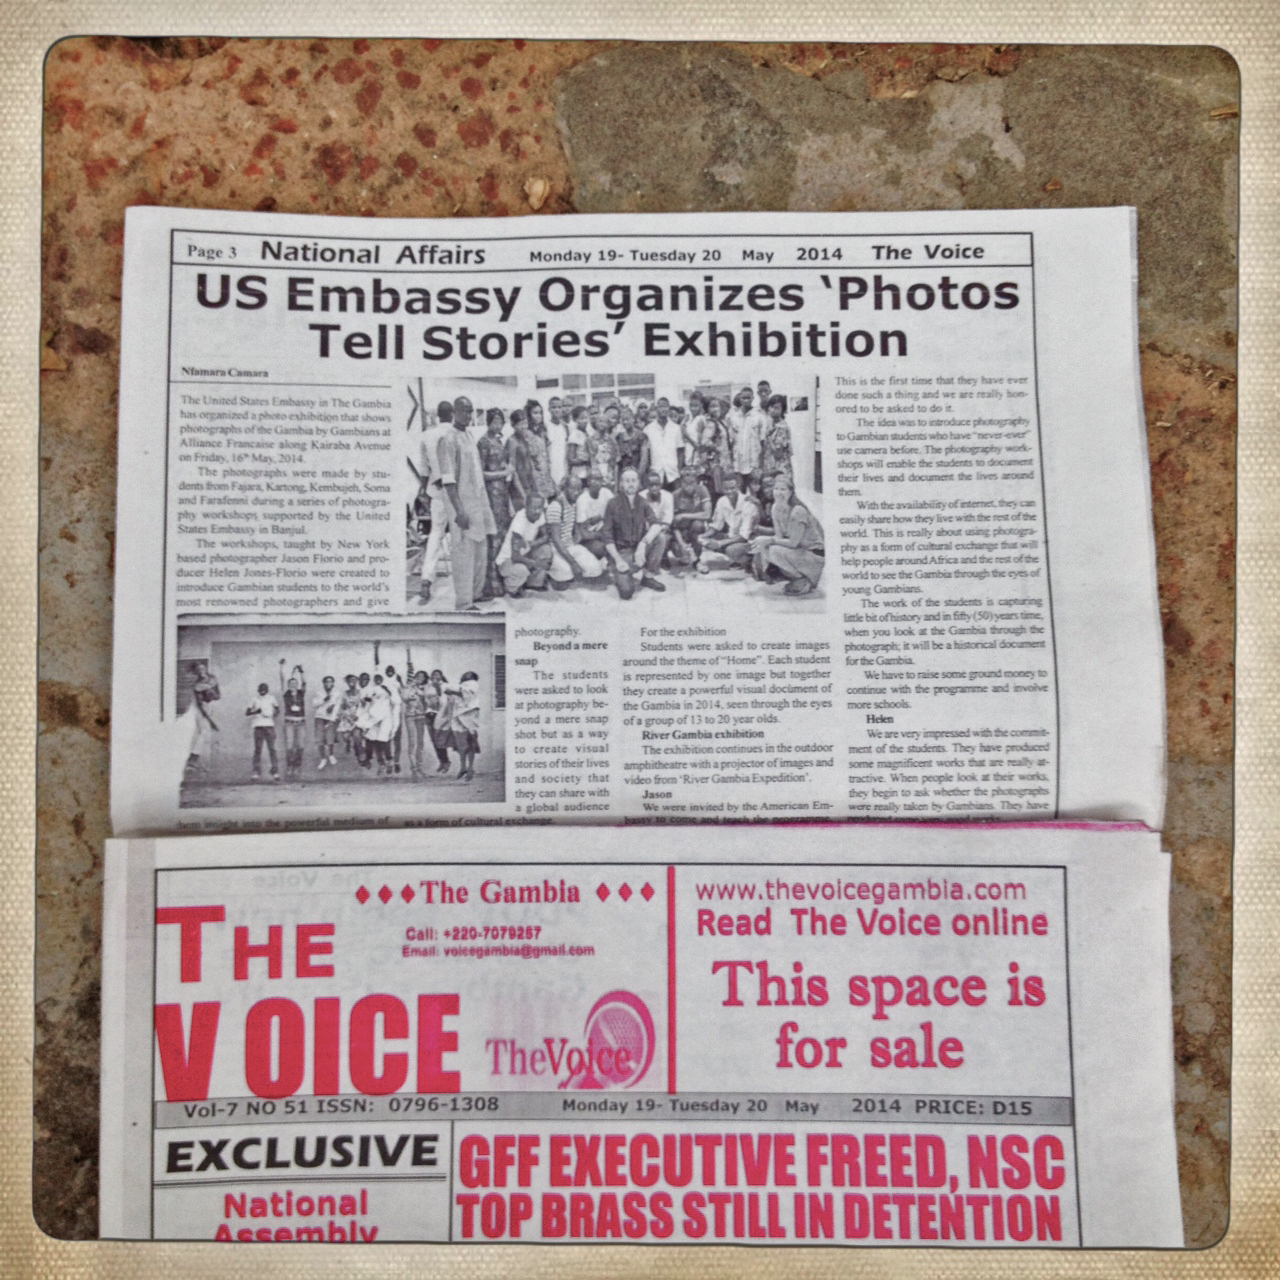 Page 3 National Affairs Monday 19- Tuesday 20 May 2014 The Voice
US Embassy Organizes ‘Photos
Tell Stories’ Exhibition
Nfamara Camara
The United States Embassy in The Gambia
has organized a photo exhibition that shows
photographs of the Gambia by Gambians at
Alliance Francaise along Kairaba Avenue
on Friday, 16th May, 2014.
The photographs were made by stu-
dents from Fajara, Kartong, Kembujeh, Soma
and Farafenni during a series of photogra-
phy workshops supported by the United
States Embassy in Banjul.
The workshops, taught by New York
based photographer Jason Florio and pro-
ducer Helen Jones-Florio were created to
introduce Gambian students to the world’s
most renowned photographers and give
them insight into the powerful medium of
photography.
Beyond a mere
snap
The students
were asked to look
at photography be-
yond a mere snap
shot but as a way
to create visual
stories of their lives
and society that
they can share with
a global audience
as a form of cultural exchange.
For the exhibition
Students were asked to create images
around the theme of “Home”. Each student
is represented by one image but together
they create a powerful visual document of
the Gambia in 2014, seen through the eyes
of a group of 13 to 20 year olds.
River Gambia exhibition
The exhibition continues in the outdoor
amphitheatre with a projector of images and
video from ‘River Gambia Expedition’.
Jason
We were invited by the American Em-
bassy to come and teach the programme.
This is the first time that they have ever
done such a thing and we are really hon-
ored to be asked to do it.
The idea was to introduce photography
to Gambian students who have “never-ever”
use camera before. The photography work-
shops will enable the students to document
their lives and document the lives around
them.
With the availability of internet, they can
easily share how they live with the rest of the
world. This is really about using photogra-
phy as a form of cultural exchange that will
help people around Africa and the rest of the
world to see the Gambia through the eyes of
young Gambians.
The work of the students is capturing
little bit of history and in fifty (50) years time,
when you look at the Gambia through the
photograph; it will be a historical document
for the Gambia.
We have to raise some ground money to
continue with the programme and involve
more schools.
Helen
We are very impressed with the commit-
ment of the students. They have produced
some magnificent works that are really at-
tractive. When people look at their works,
they begin to ask whether the photographs
were really taken by Gambians. They have
The Gambia
Call: +220-7079257
Email: voicegambia@gmail.com
THE
VOICE
TheVoice
www.thevoicegambia.com
Read The Voice online
This space is
for sale
Vol-7 NO 51 ISSN: 0796-1308 Monday 19- Tuesday 20 May 2014 PRICE: D15
EXCLUSIVE
National
Assembly
GFF EXECUTIVE FREED, NSC
TOP BRASS STILL IN DETENTION